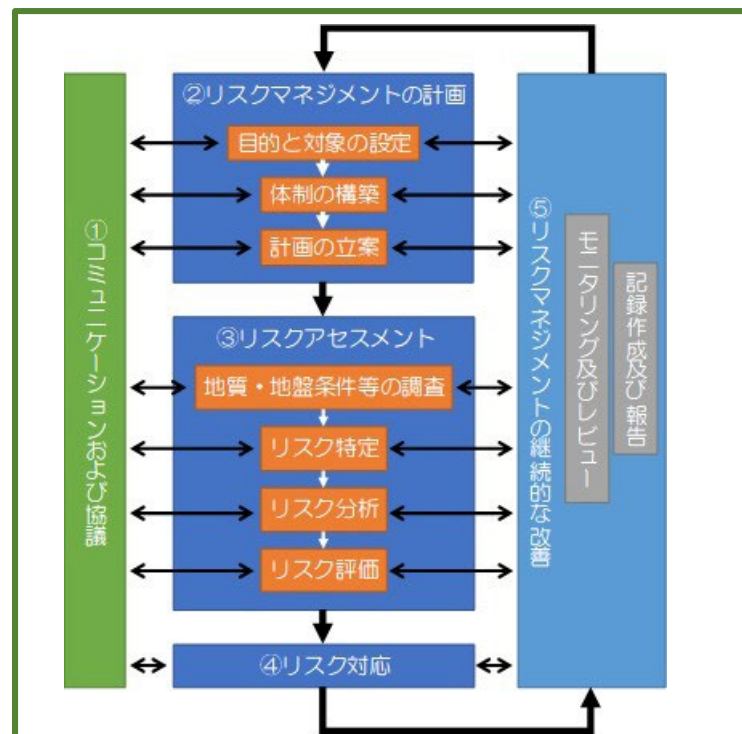 ①コミュニケーションおよび協議
②リスクマネジメントの計画
目的と対象の設定
体制の構築
計画の立案
③リスクアセスメント
地質・地盤条件等の調査
リスク特定
リスク分析
リスク評価
④リスク対応
⑤リスクマネジメントの継続的な改善
モニタリング及びレビュー
記録作成及び報告